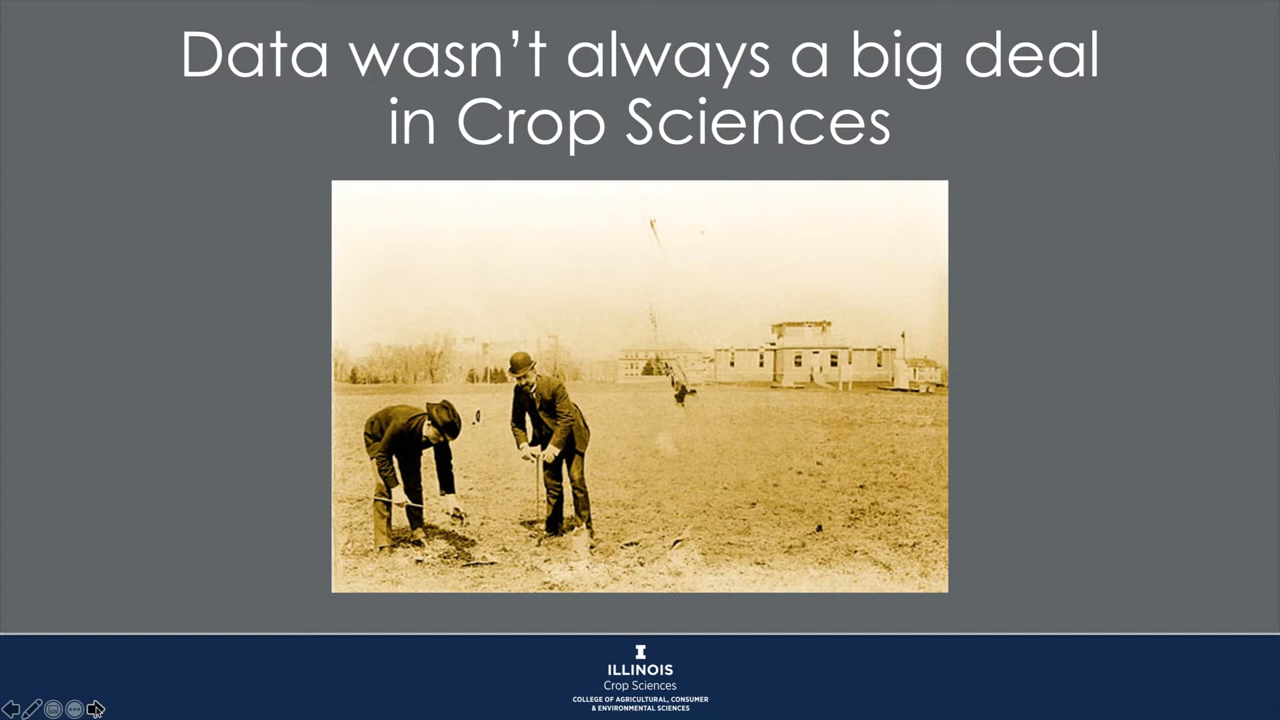 Data wasn’t always a big deal
in Crop Sciences
I
ILLINOIS
Crop Sciences
COLLEGE OF AGRICULTURAL, CONSUMER
& ENVIRONMENTAL SCIENCES